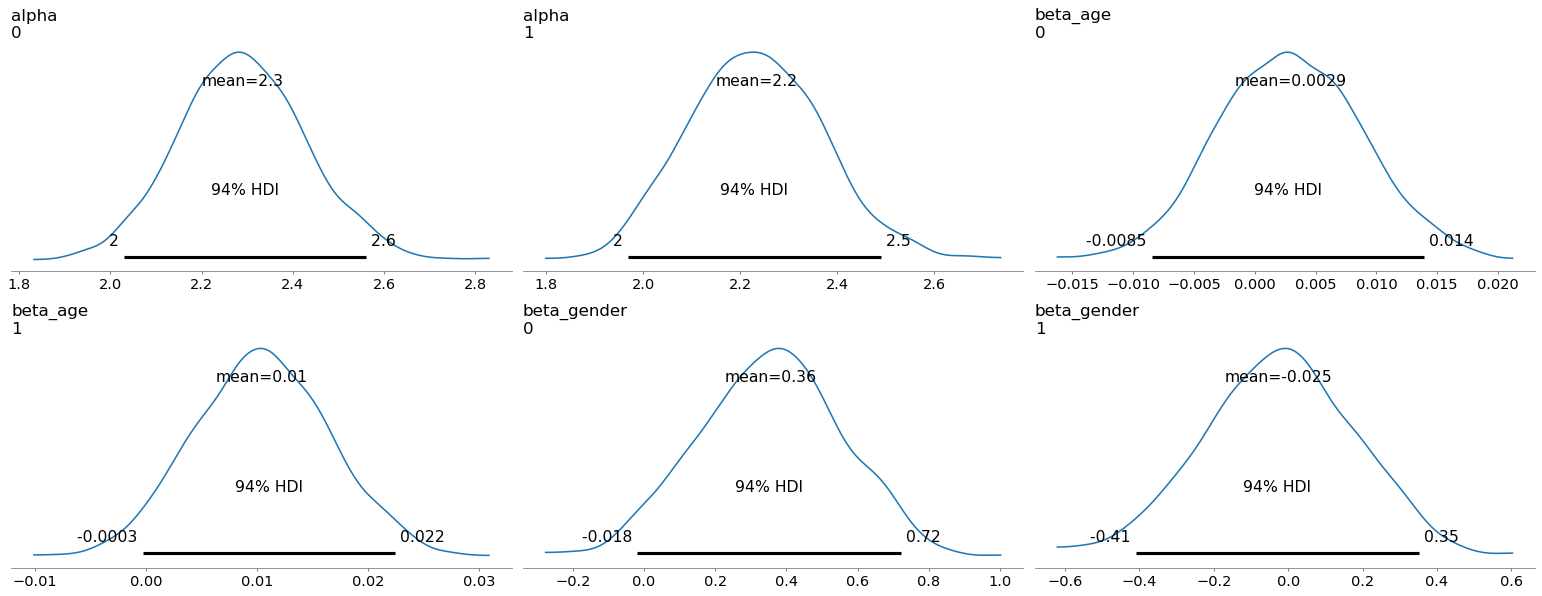 alpha
0
mean=2.3
94% HDI
2
2.6
1.8 2.0 2.2 2.4 2.6 2.8
alpha
1
mean=2.2
94% HDI
2
2.5
1.8 2.0 2.2 2.4 2.6
beta_age
0
mean=0.0029
94% HDI
-0.0085
0.014
−0.015 −0.010 −0.005 0.000 0.005 0.010 0.015 0.020
beta_age
1
mean=0.01
94% HDI
-0.0003
0.022
−0.01 0.00 0.01 0.02 0.03
beta_gender
0
mean=0.36
94% HDI
-0.018
0.72
−0.2 0.0 0.2 0.4 0.6 0.8 1.0
beta_gender
1
mean=-0.025
94% HDI
-0.41
0.35
−0.6 −0.4 −0.2 0.0 0.2 0.4 0.6